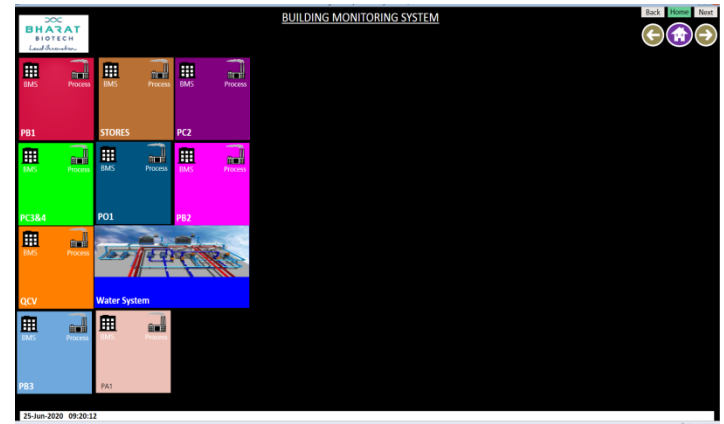 BUILDING MONITORING SYSTEM
Back Home Next
BHARAT
BIOTECH
Lead Innovation
BMS Process BMS Process BMS Process
PB1 STORES PC2
BMS Process BMS Process BMS Process
PC3&4 PO1 PB2
BMS Process
QCV Water System
BMS Process BMS Process
PB3 PA1
25-Jun-2020 09:20:12